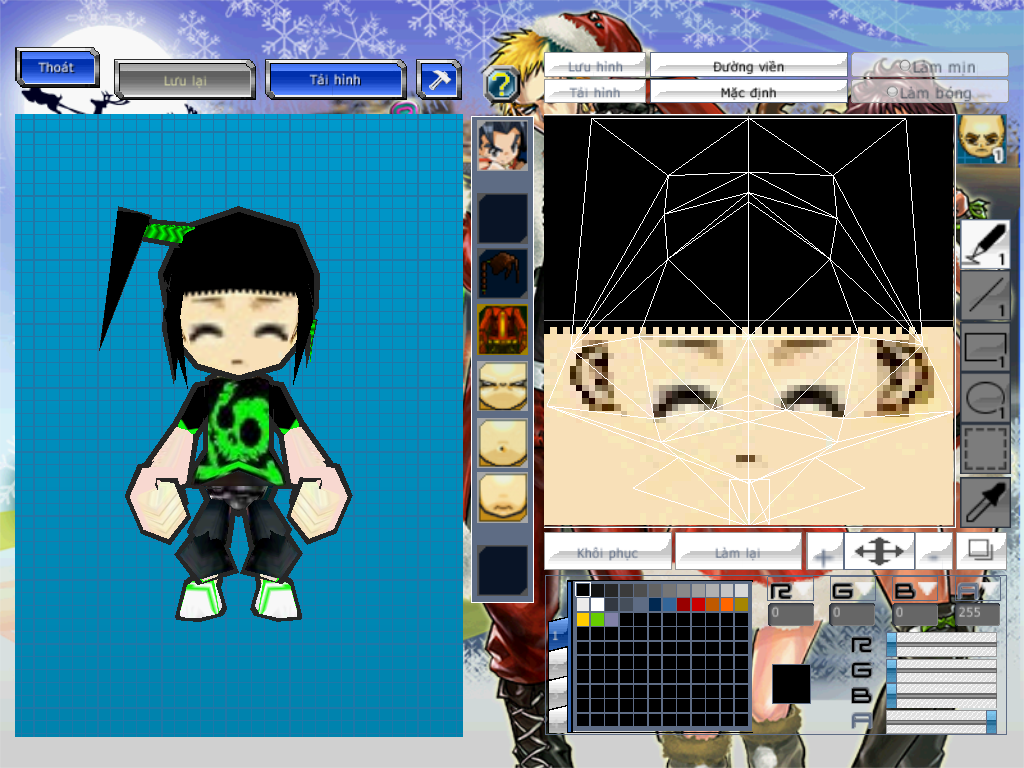 Thoát
Lưu lại
Tải hình
?
Lưu hình
Đường viền
Làm mịn
Tải hình
Mặc định
Làm bóng
1
1
1
1
1
Khôi phục
Làm lại
+
-
R
G
B
A
0
0
0
255
1
R
G
B
A